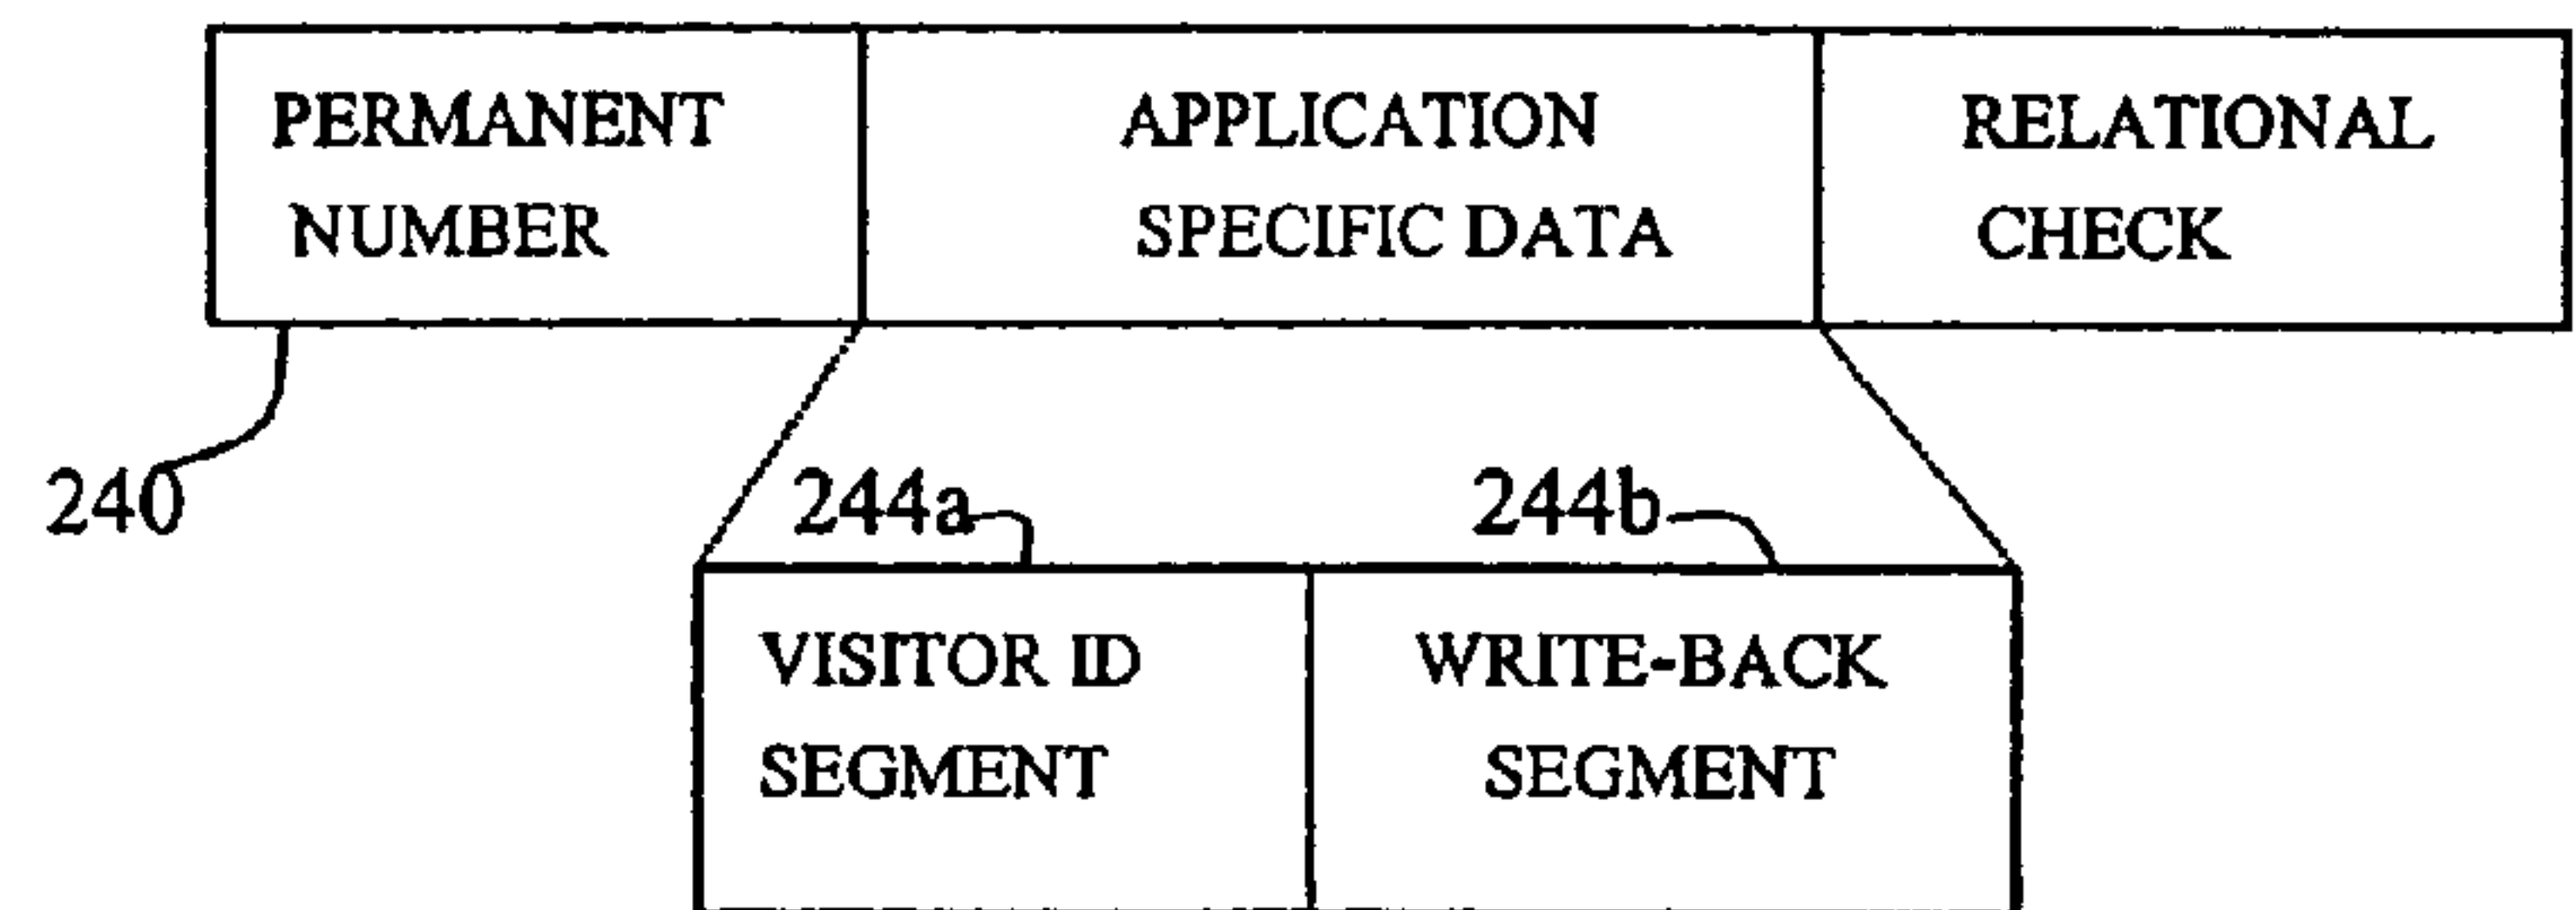 PERMANENT
NUMBER
APPLICATION
SPECIFIC DATA
RELATIONAL
CHECK
240
244a
244b
VISITOR ID
SEGMENT
WRITE-BACK
SEGMENT